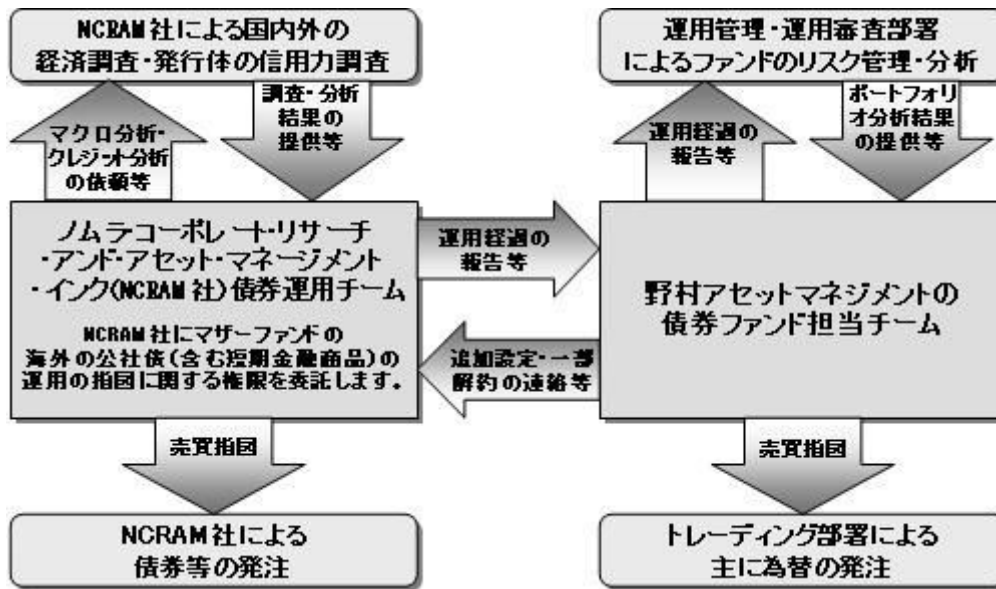 NCRAM社による国内外の
経済調査・発行体の信用力調査
運用管理・運用審査部署
によるファンドのリスク管理・分析
マクロ分析・
クレジット分析
の依頼等
調査・分析
結果の
提供等
運用経過の
報告等
ポートフォリ
オ分析結果
の提供等
ノムラ・コーポレート・リサーチ
・アンド・アセット・マネージメント
・インク(NCRAM社)債券運用チーム
NCRAM社にマザーファンドの
海外の公社債(含む短期金融商品)の
運用の指図に関する権限を委託します。
運用経過の
報告等
追加設定・一部
解約の連絡等
野村アセットマネジメントの
債券ファンド担当チーム
売買指図
売買指図
NCRAM社による
債券等の発注
トレーディング部署による
主に為替の発注